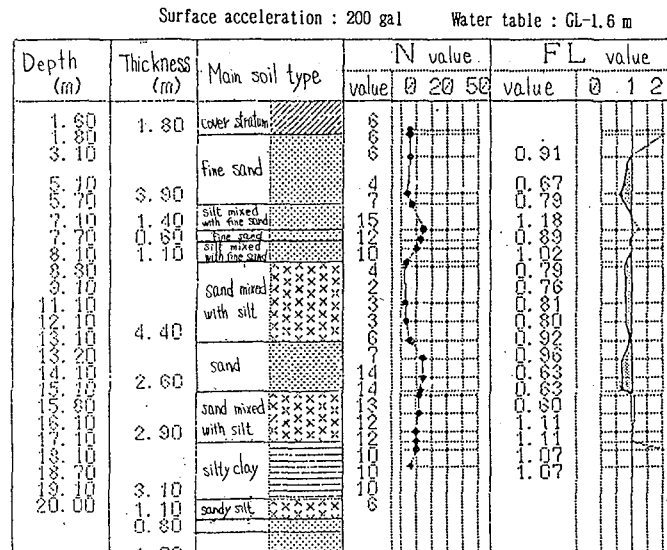 Surface acceleration : 200 gal Water table : GL-1.6 m
Depth (m) Thickness (m) Main soil type N value FL value
value 0 20 50 value 0 1 2
1.60 6
1.80 1.80 cover stratum 6
3.10 6 0.91
fine sand
5.10 4 0.67
5.70 3.90 7 0.79
7.10 1.40 silt mixed with fine sand 15 1.18
7.70 0.60 fine sand 12 0.89
8.10 1.10 silt mixed with fine sand 10 1.02
8.80 4 0.79
9.10 2 0.76
11.10 sand mixed with silt 3 0.81
12.10 3 0.80
13.10 4.40 6 0.92
13.20 7 0.96
14.10 sand 14 0.63
15.10 2.60 14 0.63
15.80 13 0.60
16.10 sand mixed with silt 12 1.11
17.10 2.90 12 1.11
18.10 10 1.07
18.70 silty clay 10 1.07
19.10 3.10 10
20.00 1.10 sandy silt 6
0.80